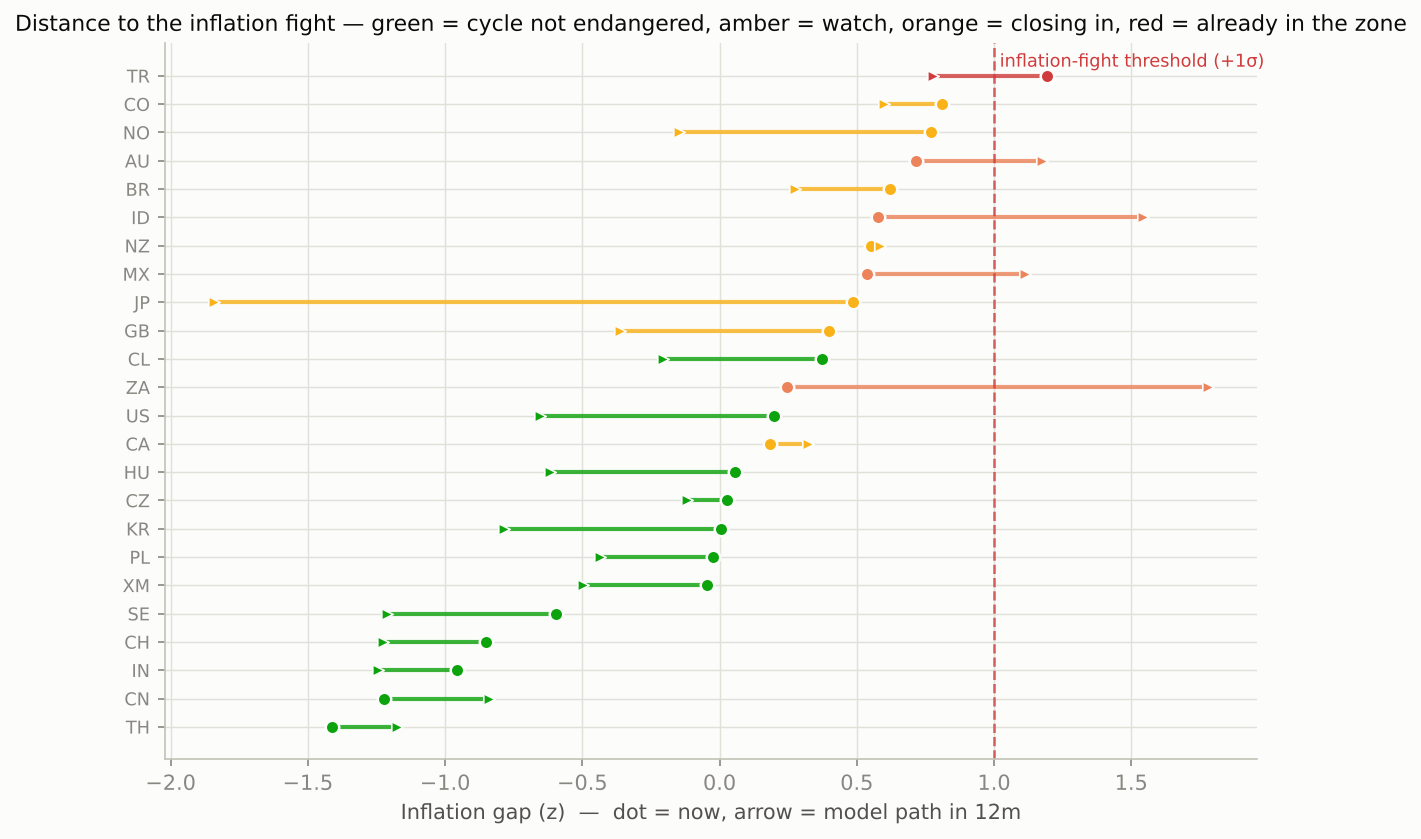 Distance to the inflation fight — green = cycle not endangered, amber = watch, orange = closing in, red = already in the zone
inflation-fight threshold (+1σ)
TR
CO
NO
AU
BR
ID
NZ
MX
JP
GB
CL
ZA
US
CA
HU
CZ
KR
PL
XM
SE
CH
IN
CN
TH
−2.0 −1.5 −1.0 −0.5 0.0 0.5 1.0 1.5
Inflation gap (z) — dot = now, arrow = model path in 12m